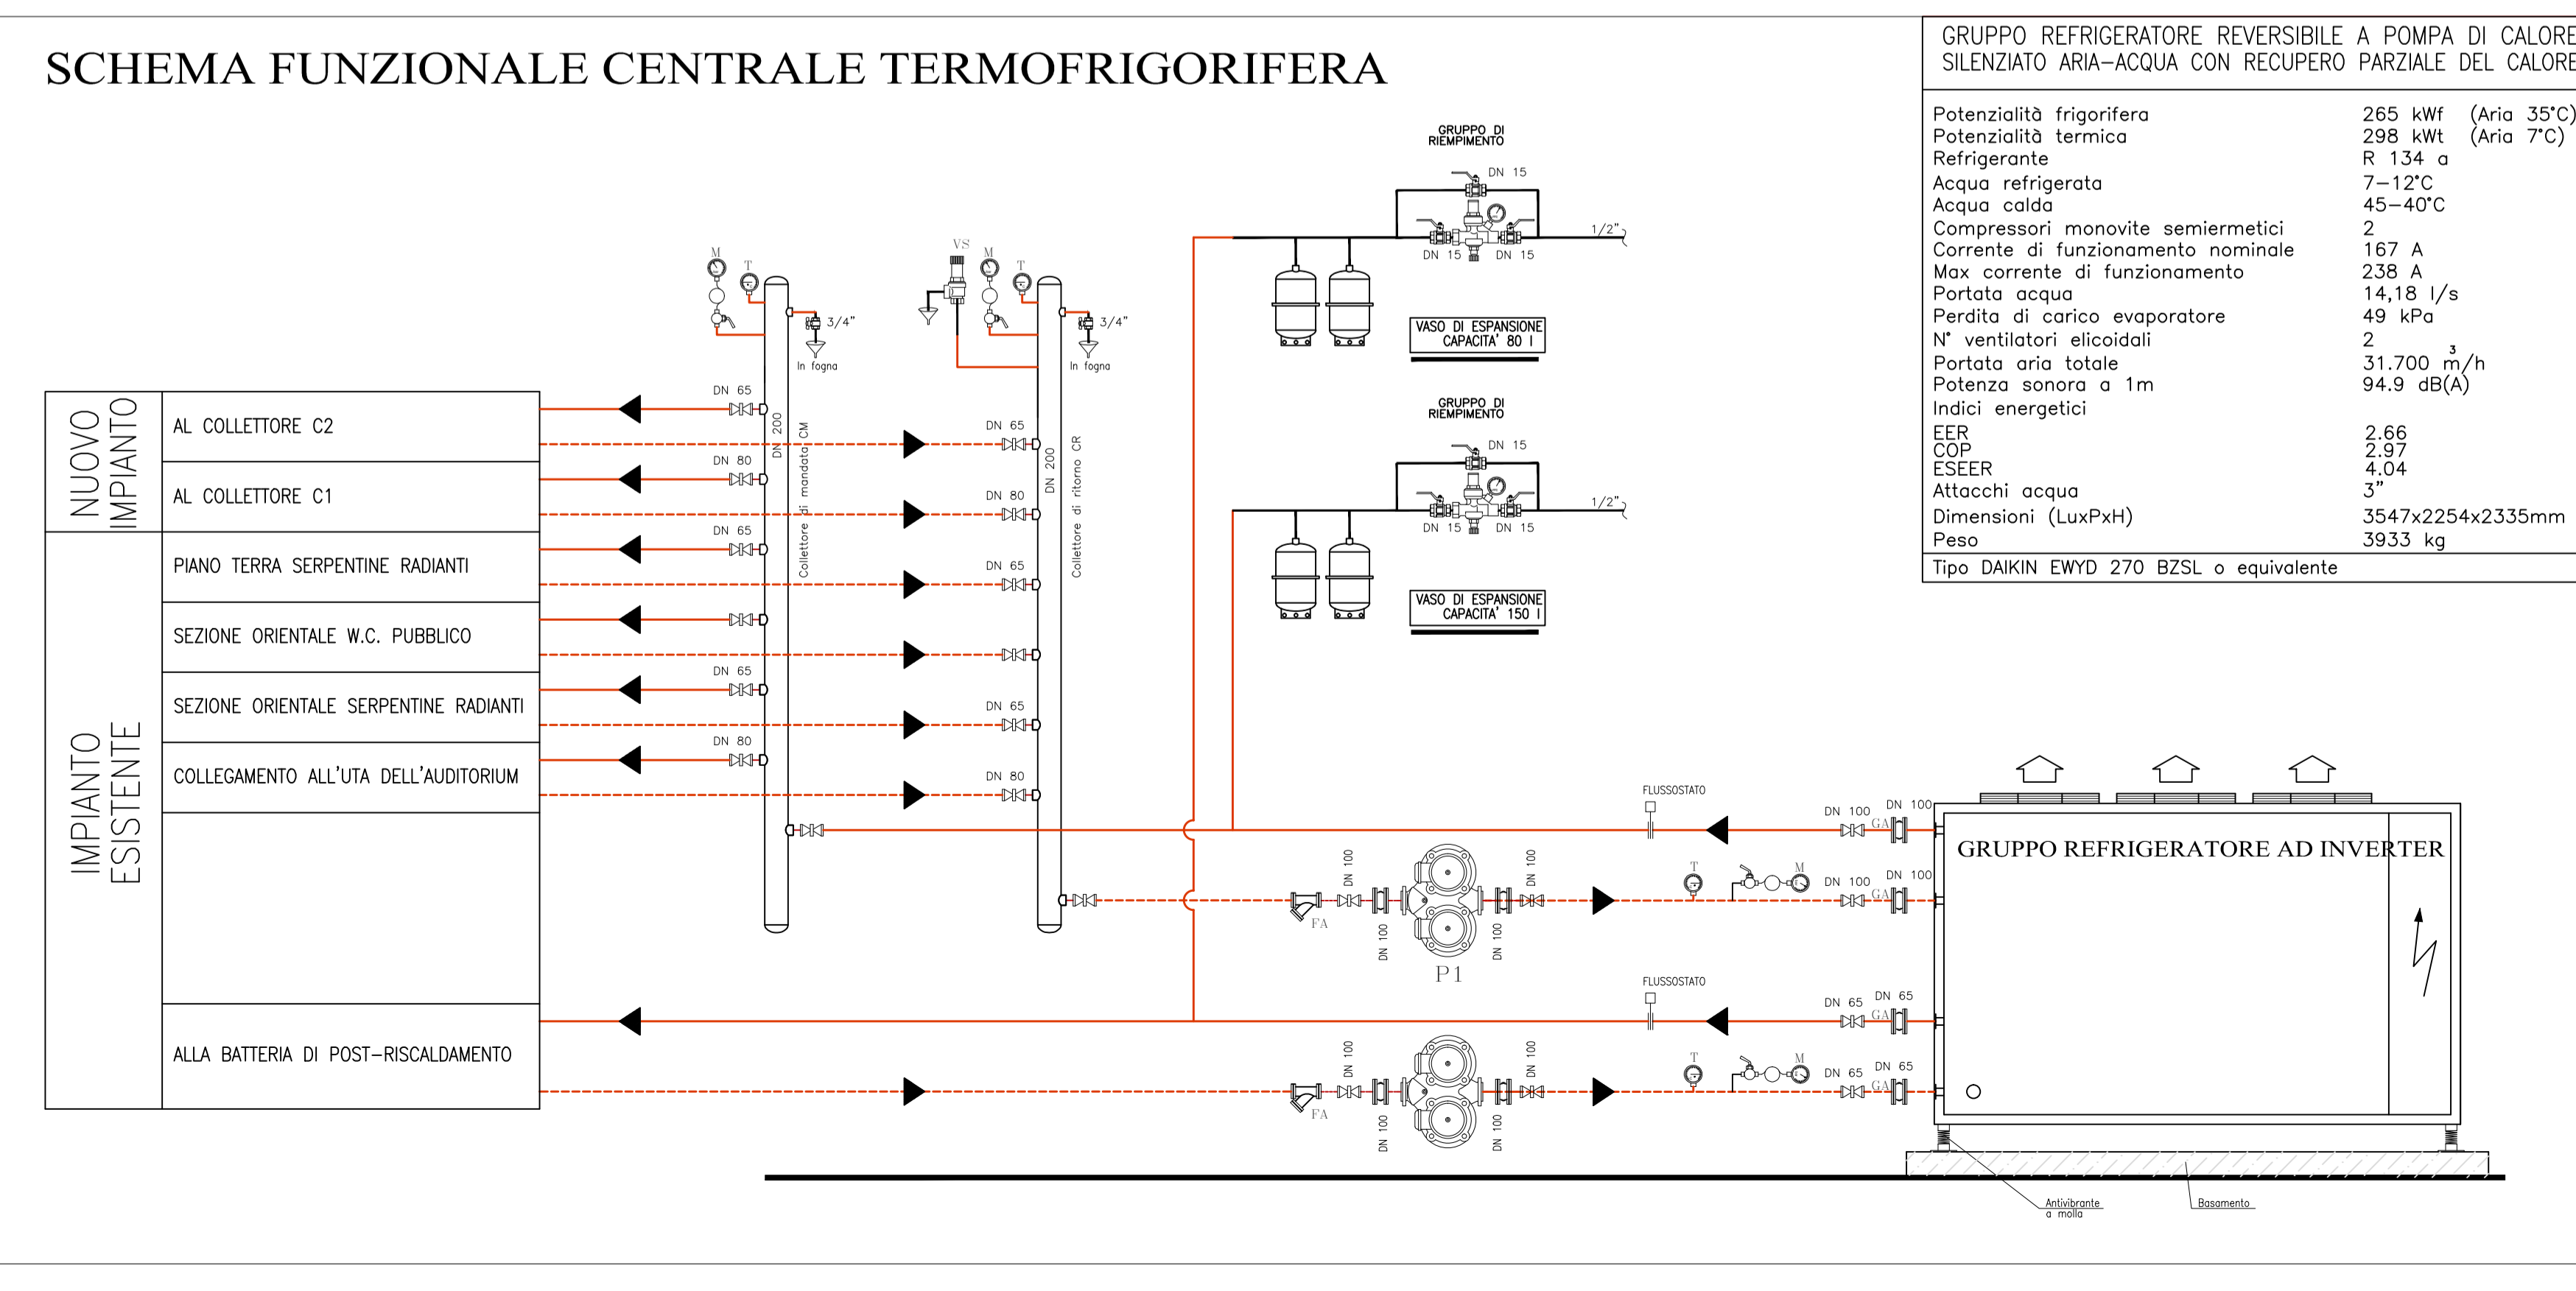 SCHEMA FUNZIONALE CENTRALE TERMOFRIGORIFERA
GRUPPO REFRIGERATORE REVERSIBILE A POMPA DI CALORE
SILENZIATO ARIA-ACQUA CON RECUPERO PARZIALE DEL CALORE
Potenzialità frigorifera 265 kWf (Aria 35°C)
Potenzialità termica 298 kWt (Aria 7°C)
Refrigerante R 134 a
Acqua refrigerata 7-12°C
Acqua calda 45-40°C
Compressori monovite semiermetici 2
Corrente di funzionamento nominale 167 A
Max corrente di funzionamento 238 A
Portata acqua 14,18 l/s
Perdita di carico evaporatore 49 kPa
N° ventilatori elicoidali 2
Portata aria totale 31.700 m³/h
Potenza sonora a 1m 94.9 dB(A)
Indici energetici
EER 2.66
COP 2.97
ESEER 4.04
Attacchi acqua 3"
Dimensioni (LuxPxH) 3547x2254x2335mm
Peso 3933 kg
Tipo DAIKIN EWYD 270 BZSL o equivalente
GRUPPO DI
RIEMPIMENTO
DN 15
1/2"
DN 15 DN 15
VASO DI ESPANSIONE
CAPACITA' 80 l
GRUPPO DI
RIEMPIMENTO
DN 15
1/2"
DN 15 DN 15
VASO DI ESPANSIONE
CAPACITA' 150 l
M
T
3/4"
In fogna
VS
M
T
3/4"
In fogna
NUOVO
IMPIANTO
AL COLLETTORE C2
AL COLLETTORE C1
IMPIANTO
ESISTENTE
PIANO TERRA SERPENTINE RADIANTI
SEZIONE ORIENTALE W.C. PUBBLICO
SEZIONE ORIENTALE SERPENTINE RADIANTI
COLLEGAMENTO ALL'UTA DELL'AUDITORIUM
ALLA BATTERIA DI POST-RISCALDAMENTO
DN 65
DN 80
DN 65
DN 65
DN 80
DN 200
Collettore di mandata CM
DN 65
DN 80
DN 65
DN 65
DN 80
DN 200
Collettore di ritorno CR
FLUSSOSTATO
DN 100
DN 100
GA
FA
DN 100
DN 100
P1
DN 100
DN 100
T
M
DN 100
DN 100
GA
FLUSSOSTATO
DN 65
DN 65
GA
FA
DN 100
DN 100
DN 100
DN 100
T
M
DN 65
DN 65
GA
GRUPPO REFRIGERATORE AD INVERTER
Antivibrante
a molla
Basamento